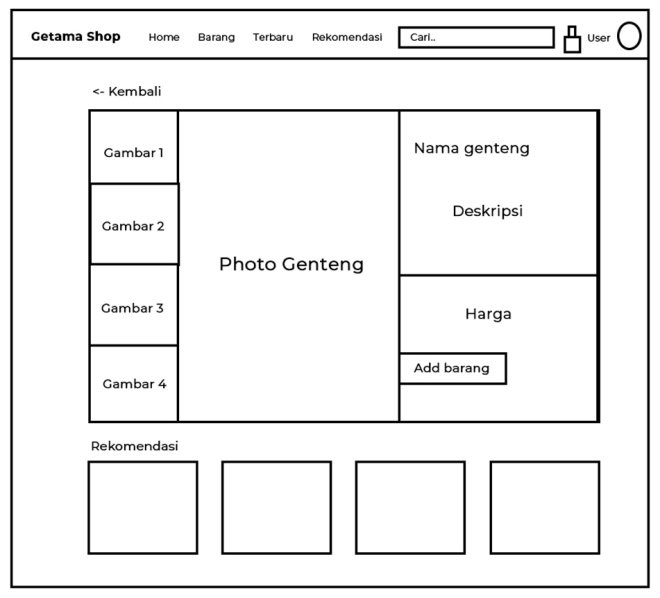 Getama Shop
Home
Barang
Terbaru
Rekomendasi
Cari..
User
<- Kembali
Gambar 1
Gambar 2
Gambar 3
Gambar 4
Photo Genteng
Nama genteng
Deskripsi
Harga
Add barang
Rekomendasi